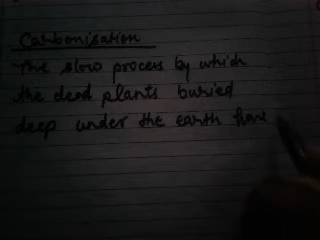 Carbonisation
The slow process by which
the dead plants buried
deep under the earth have